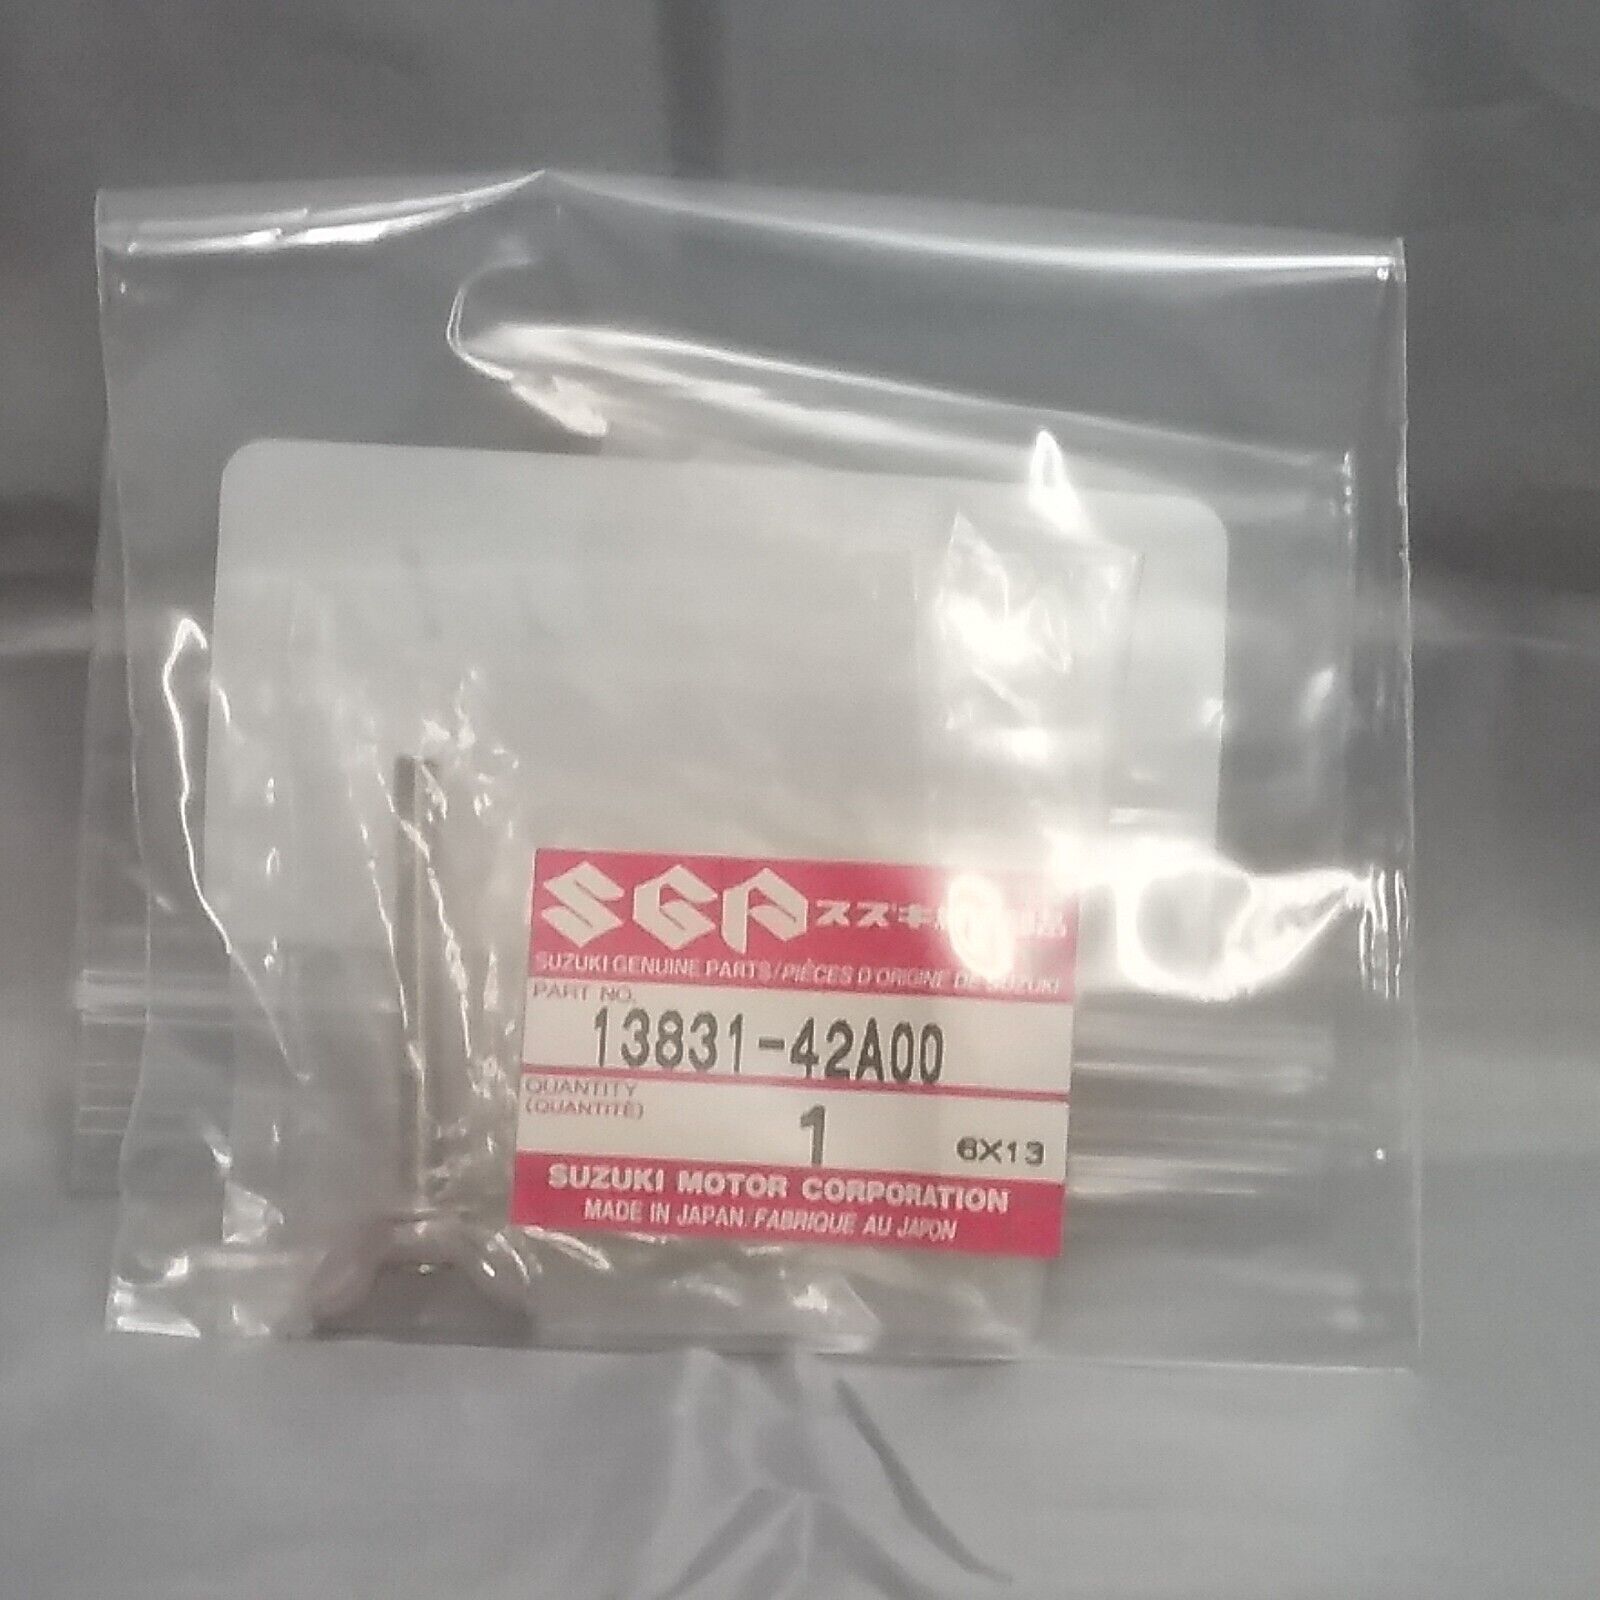 SGP スズキ
SUZUKI GENUINE PARTS/PIÈCES D'ORIGINE DE SUZUKI
PART NO.
13831-42A00
QUANTITY
(QUANTITÉ)
1
6X13
SUZUKI MOTOR CORPORATION
MADE IN JAPAN/FABRIQUE AU JAPON